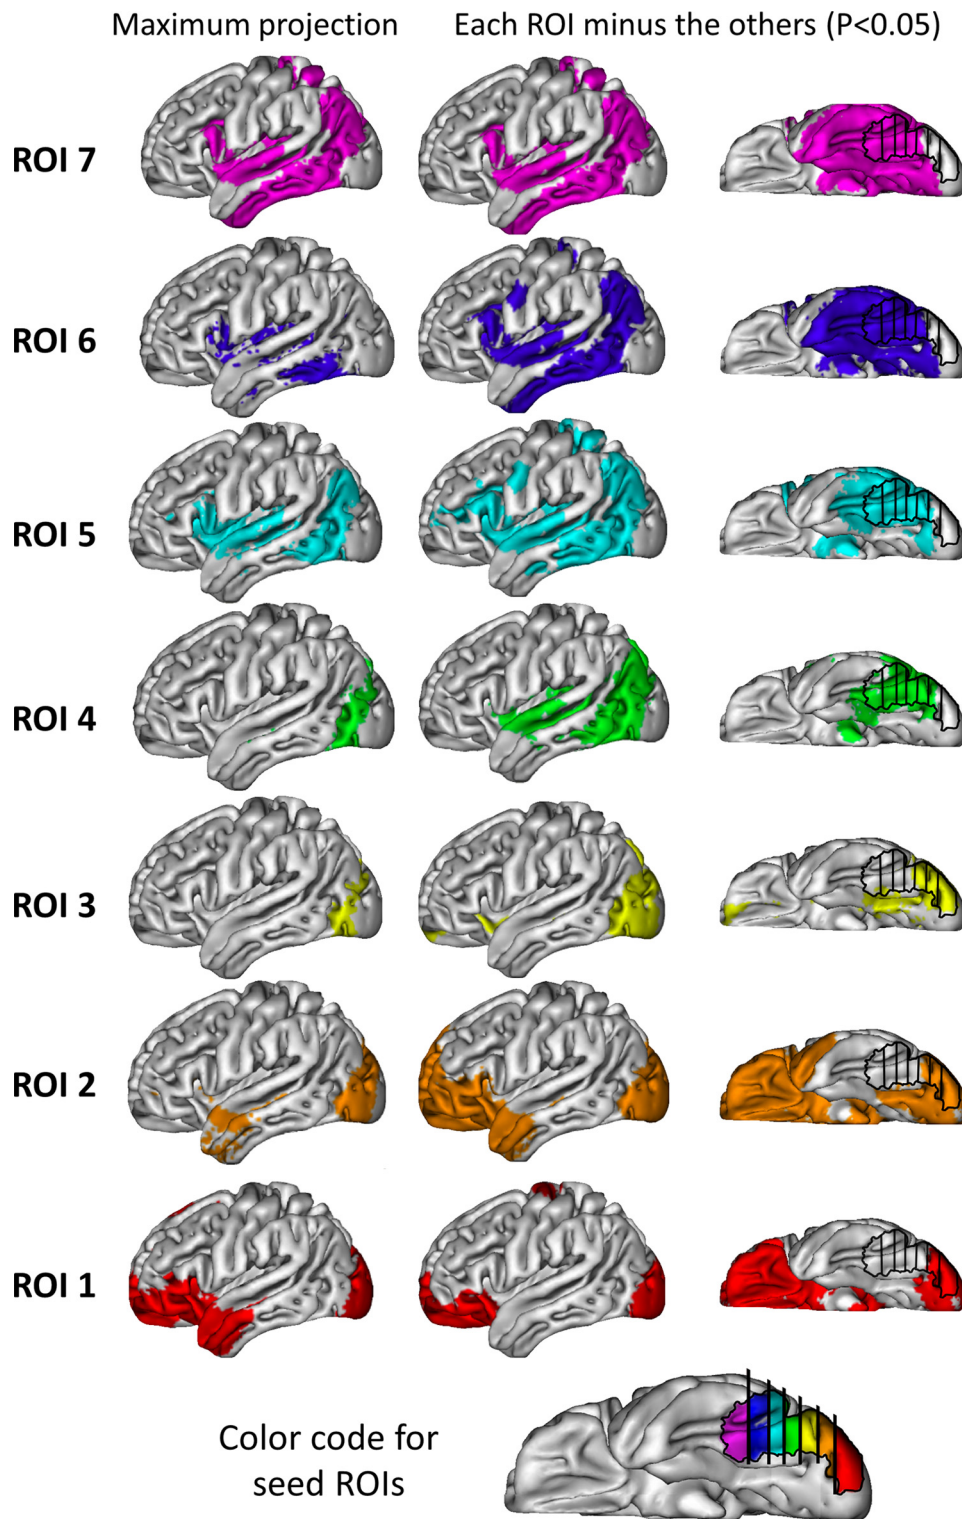 Maximum projection
Each ROI minus the others (P<0.05)
ROI 7
ROI 6
ROI 5
ROI 4
ROI 3
ROI 2
ROI 1
Color code for
seed ROIs